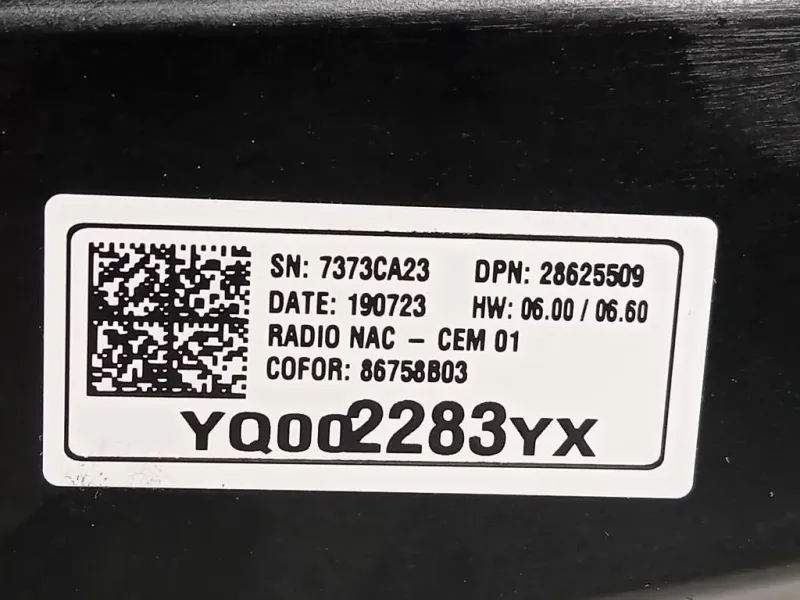 SN: 7373CA23 DPN: 28625509
DATE: 190723 HW: 06.00 / 06.60
RADIO NAC - CEM 01
COFOR: 86758B03
YQ002283YX